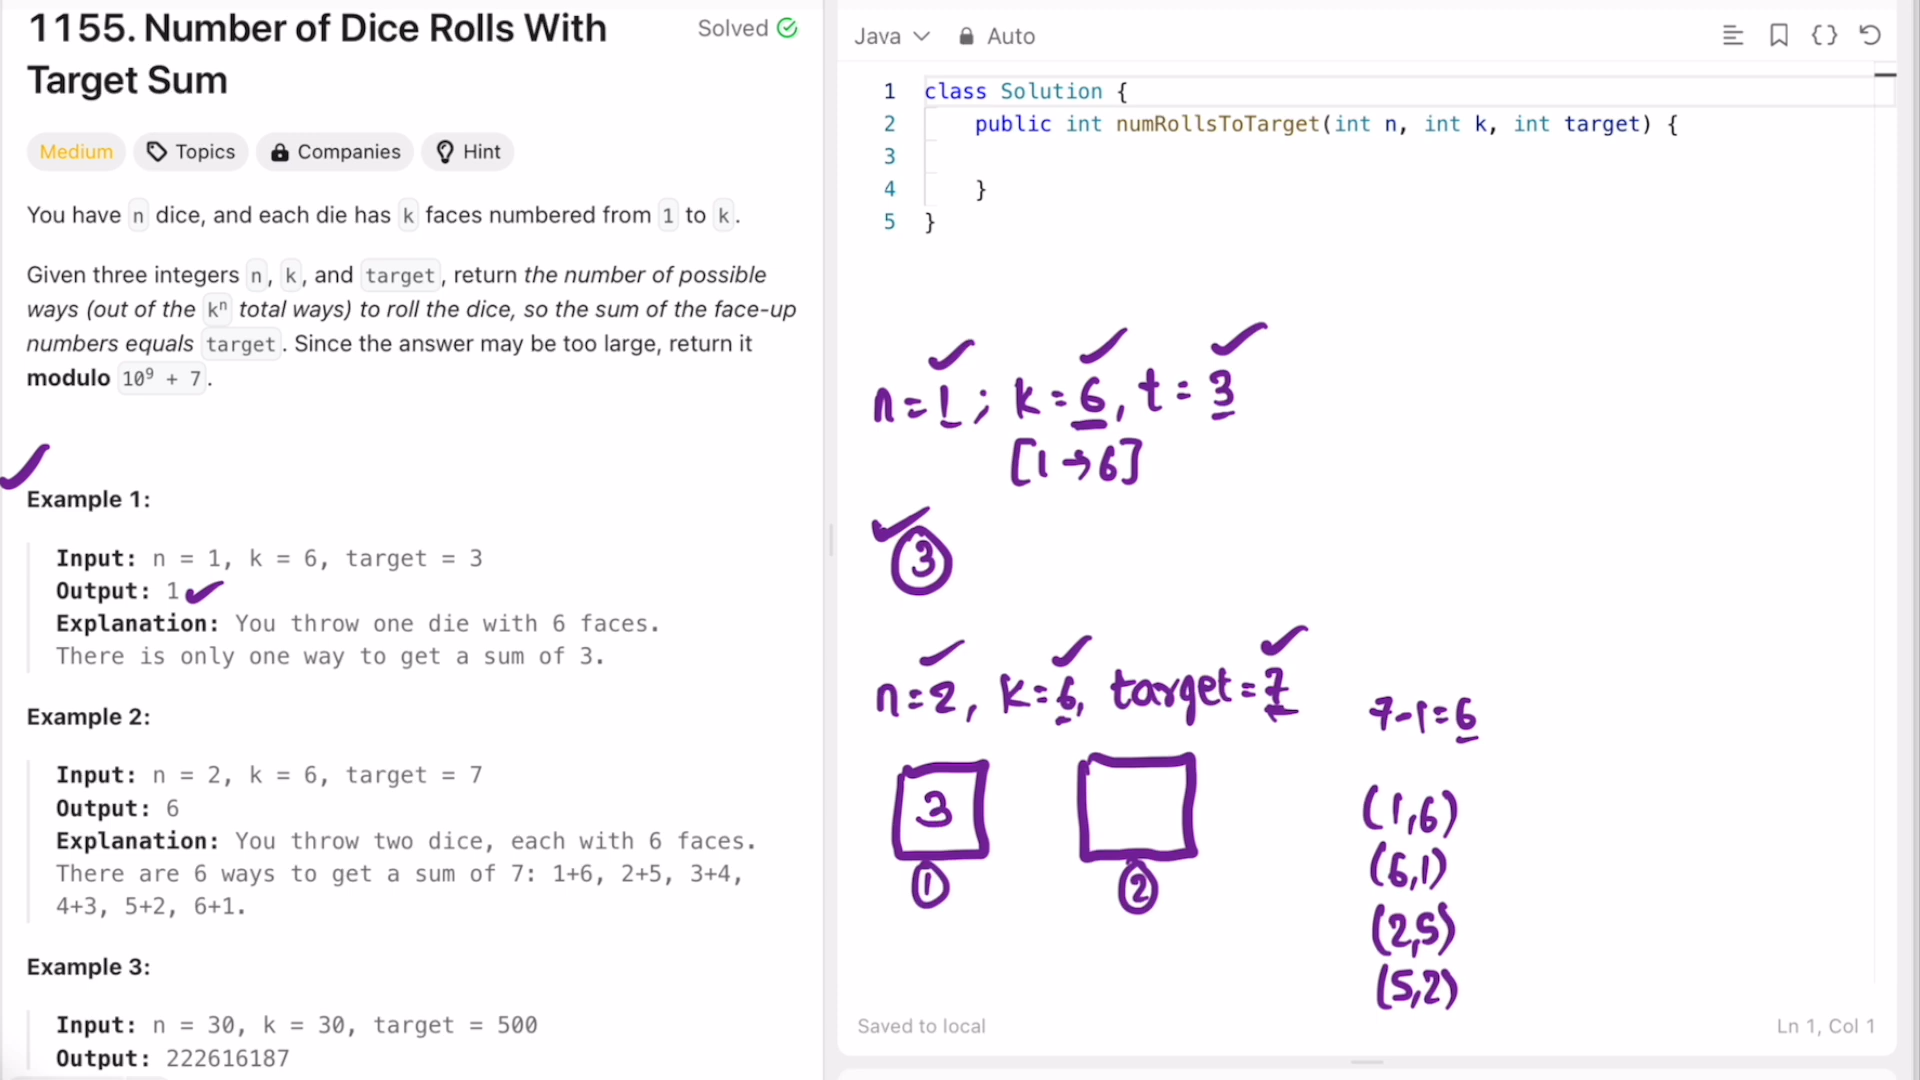 1155. Number of Dice Rolls With
Target Sum
Solved
Medium
Topics
Companies
Hint
You have n dice, and each die has k faces numbered from 1 to k.
Given three integers n, k, and target, return the number of possible
ways (out of the kⁿ total ways) to roll the dice, so the sum of the face-up
numbers equals target. Since the answer may be too large, return it
modulo 10⁹ + 7.
Example 1:
Input: n = 1, k = 6, target = 3
Output: 1
Explanation: You throw one die with 6 faces.
There is only one way to get a sum of 3.
Example 2:
Input: n = 2, k = 6, target = 7
Output: 6
Explanation: You throw two dice, each with 6 faces.
There are 6 ways to get a sum of 7: 1+6, 2+5, 3+4,
4+3, 5+2, 6+1.
Example 3:
Input: n = 30, k = 30, target = 500
Output: 222616187
Java
Auto
1 class Solution {
2 public int numRollsToTarget(int n, int k, int target) {
3
4 }
5 }
n=1; k=6, t=3
[1→6]
3
n=2, k=6, target=7
7-1=6
3
1
2
(1,6)
(6,1)
(2,5)
(5,2)
Saved to local
Ln 1, Col 1